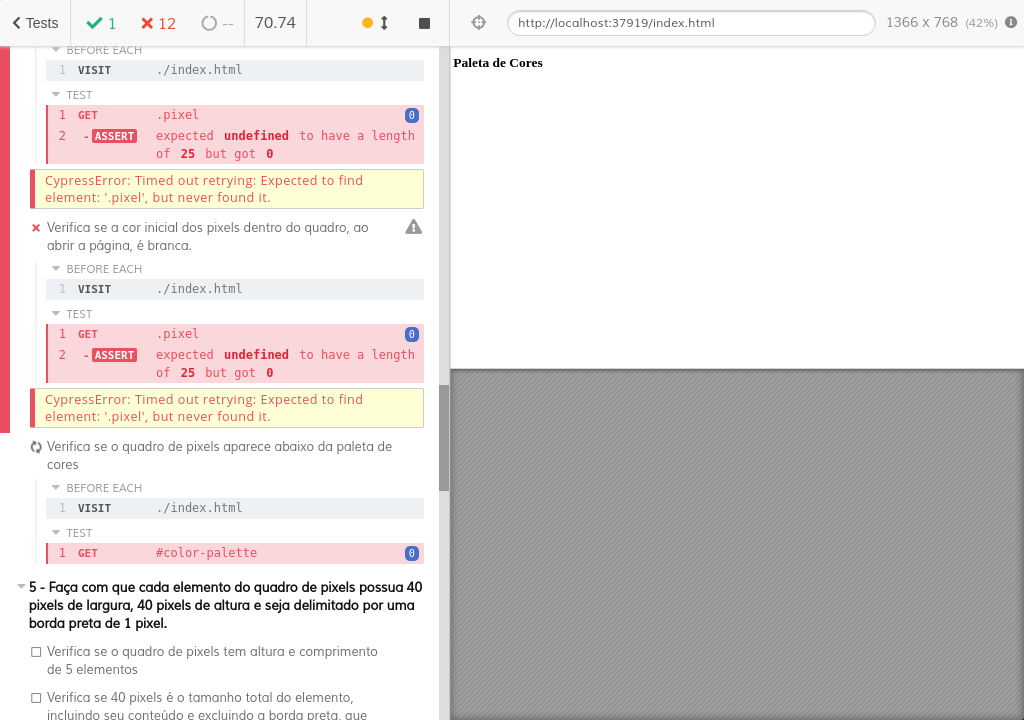 Tests 1 12 -- 70.74 http://localhost:37919/index.html 1366 x 768 (42%)
BEFORE EACH
1 VISIT ./index.html
TEST
1 GET .pixel 0
2 -ASSERT expected undefined to have a length
of 25 but got 0
CypressError: Timed out retrying: Expected to find
element: '.pixel', but never found it.
Verifica se a cor inicial dos pixels dentro do quadro, ao
abrir a página, é branca.
BEFORE EACH
1 VISIT ./index.html
TEST
1 GET .pixel 0
2 -ASSERT expected undefined to have a length
of 25 but got 0
CypressError: Timed out retrying: Expected to find
element: '.pixel', but never found it.
Verifica se o quadro de pixels aparece abaixo da paleta de
cores
BEFORE EACH
1 VISIT ./index.html
TEST
1 GET #color-palette 0
5 - Faça com que cada elemento do quadro de pixels possua 40
pixels de largura, 40 pixels de altura e seja delimitado por uma
borda preta de 1 pixel.
Verifica se o quadro de pixels tem altura e comprimento
de 5 elementos
Verifica se 40 pixels é o tamanho total do elemento,
incluindo seu conteúdo e excluindo a borda preta, que
Paleta de Cores